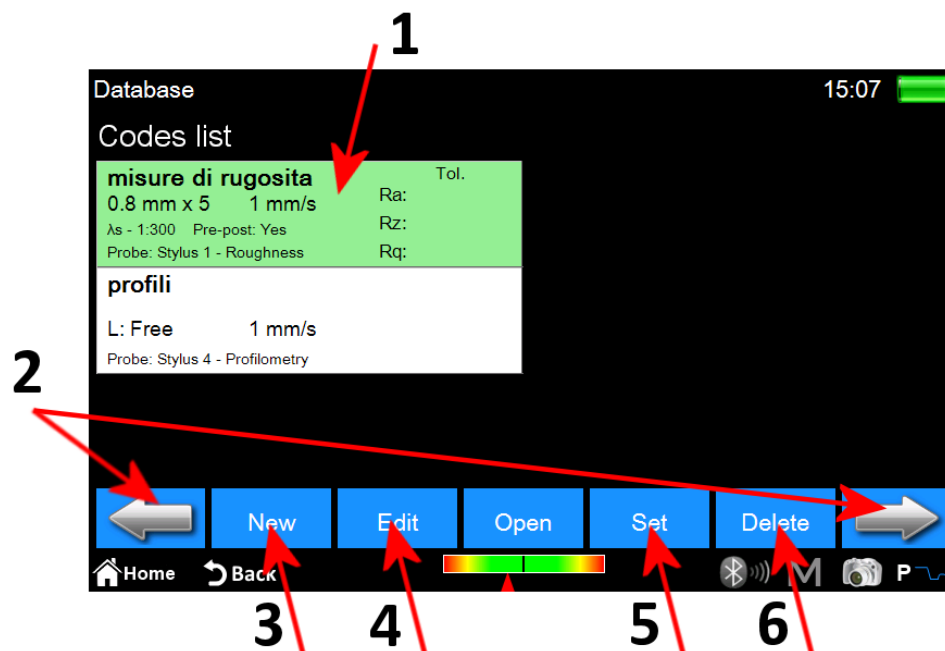 1
Database 15:07
Codes list
misure di rugosita Tol.
0.8 mm x 5 1 mm/s Ra:
λs - 1:300 Pre-post: Yes Rz:
Probe: Stylus 1 - Roughness Rq:
profili
L: Free 1 mm/s
Probe: Stylus 4 - Profilometry
2
New Edit Open Set Delete
Home Back M P
3 4 5 6